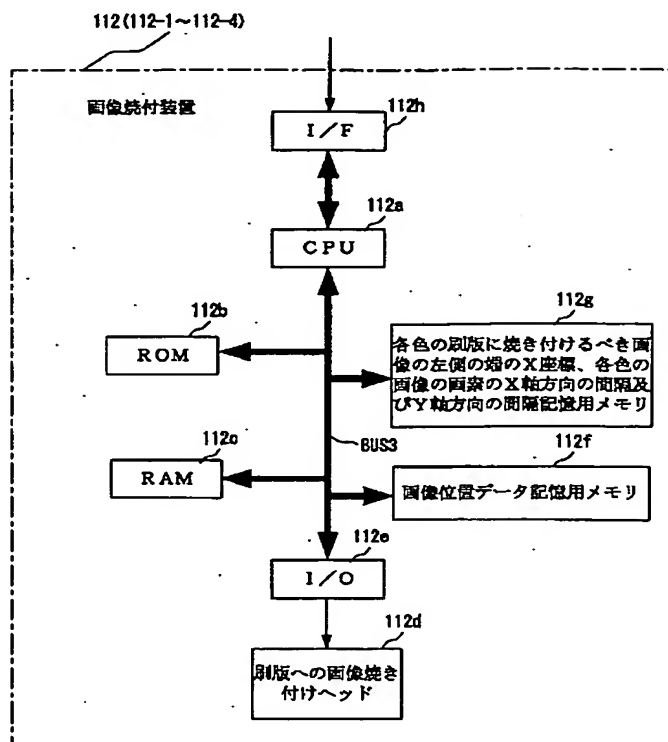 112(112-1～112-4)
画像焼付装置
I／F
112h
112a
CPU
112b
ROM
112g
各色の刷版に焼き付けるべき画
像の左側の端のX座標、各色の
画像の画素のX軸方向の間隔及
びY軸方向の間隔記憶用メモリ
BUS3
112c
RAM
112f
画像位置データ記憶用メモリ
112e
I／O
112d
刷版への画像焼き
付けヘッド